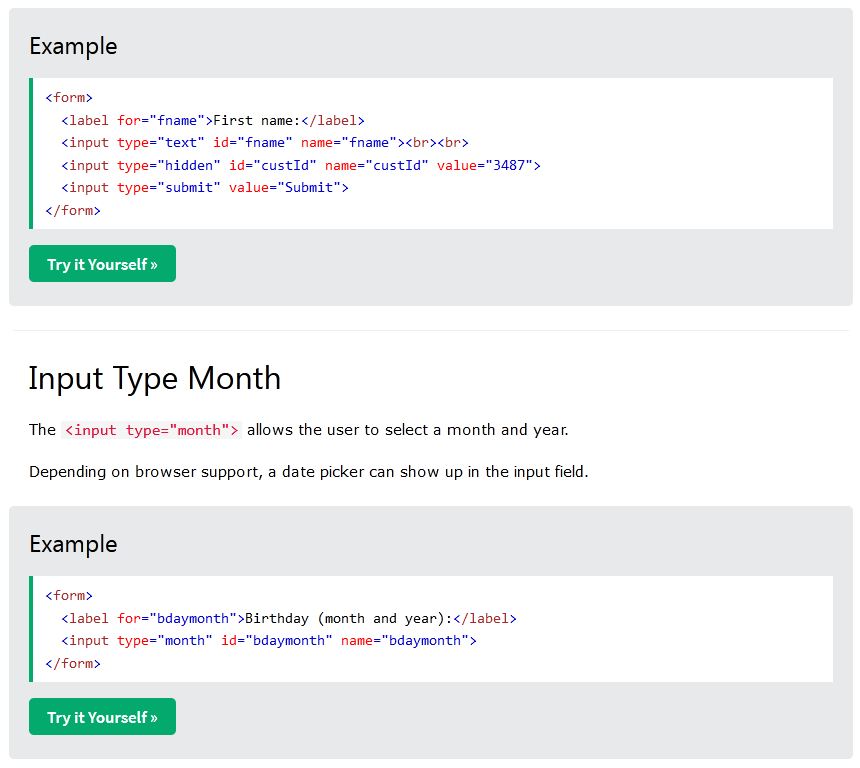 Example
<form>
  <label for="fname">First name:</label>
  <input type="text" id="fname" name="fname"><br><br>
  <input type="hidden" id="custId" name="custId" value="3487">
  <input type="submit" value="Submit">
</form>
Try it Yourself »
Input Type Month
The <input type="month"> allows the user to select a month and year.
Depending on browser support, a date picker can show up in the input field.
Example
<form>
  <label for="bdaymonth">Birthday (month and year):</label>
  <input type="month" id="bdaymonth" name="bdaymonth">
</form>
Try it Yourself »